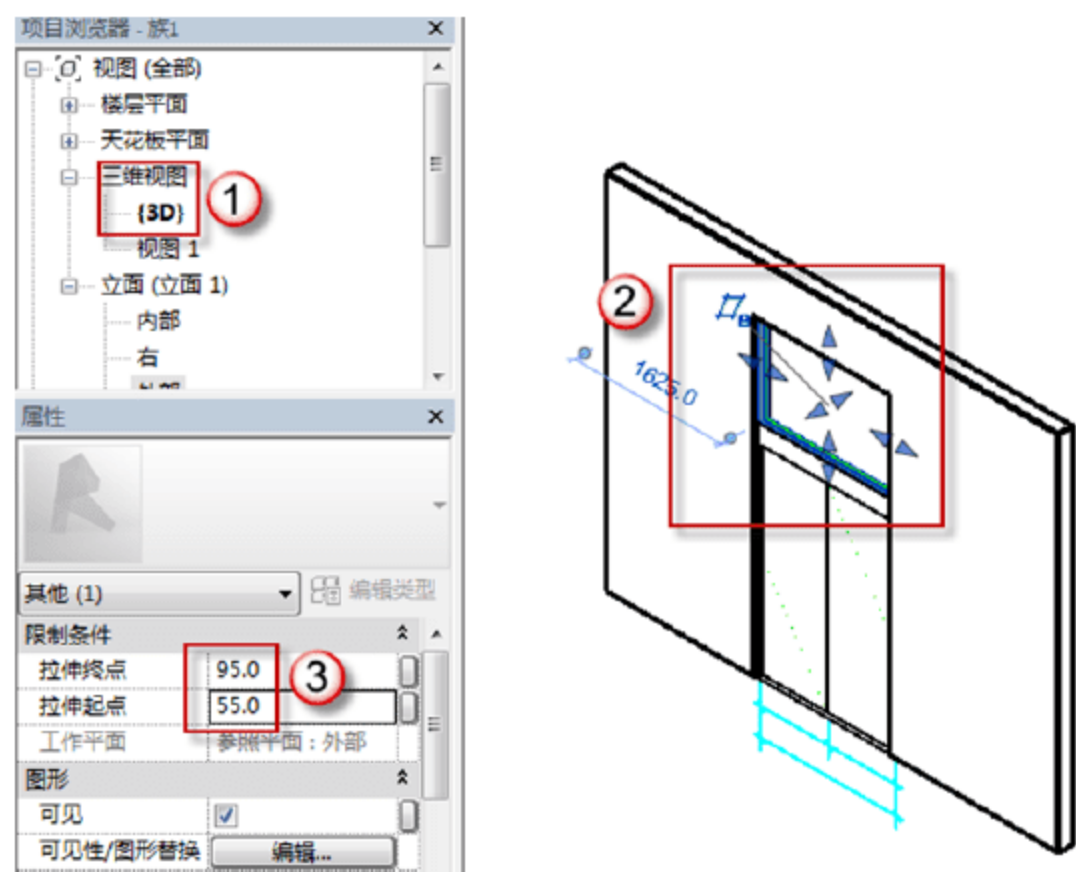 项目浏览器 - 族1
视图 (全部)
楼层平面
天花板平面
三维视图
{3D}
视图 1
立面 (立面 1)
内部
右
1
属性
其他 (1)
编辑类型
限制条件
拉伸终点 95.0
拉伸起点 55.0
3
工作平面 参照平面 : 外部
图形
可见
可见性/图形替换 编辑...
2
1625.0